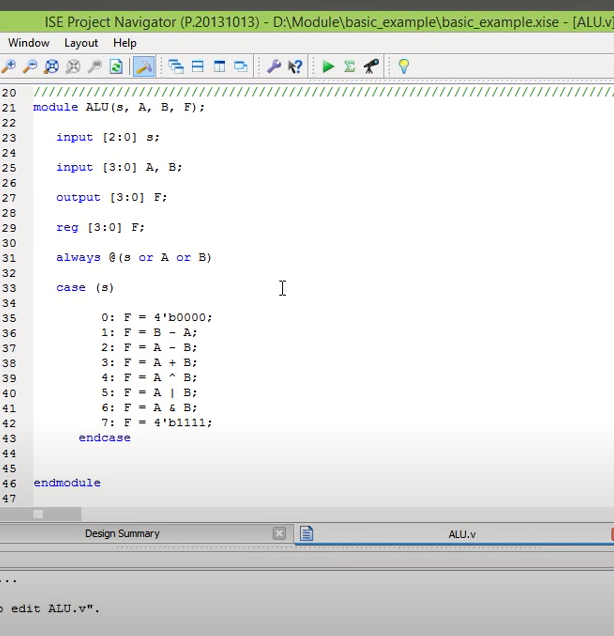 ISE Project Navigator (P.20131013) - D:\Module\basic_example\basic_example.xise - [ALU.v
Window Layout Help
20 ////////////////////////////////////////////////////////////////////////////
21 module ALU(s, A, B, F);
22
23 input [2:0] s;
24
25 input [3:0] A, B;
26
27 output [3:0] F;
28
29 reg [3:0] F;
30
31 always @(s or A or B)
32
33 case (s)
34
35 0: F = 4'b0000;
36 1: F = B - A;
37 2: F = A - B;
38 3: F = A + B;
39 4: F = A ^ B;
40 5: F = A | B;
41 6: F = A & B;
42 7: F = 4'b1111;
43 endcase
44
45
46 endmodule
47
Design Summary
ALU.v
...
o edit ALU.v".